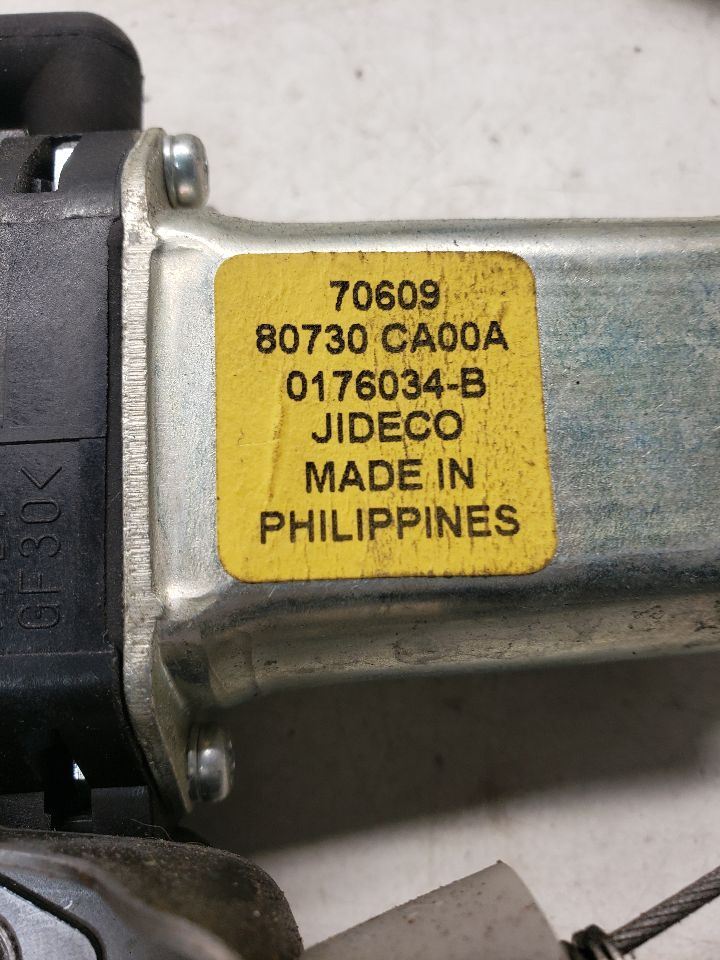 70609
80730 CA00A
0176034-B
JIDECO
MADE IN
PHILIPPINES
GF30<